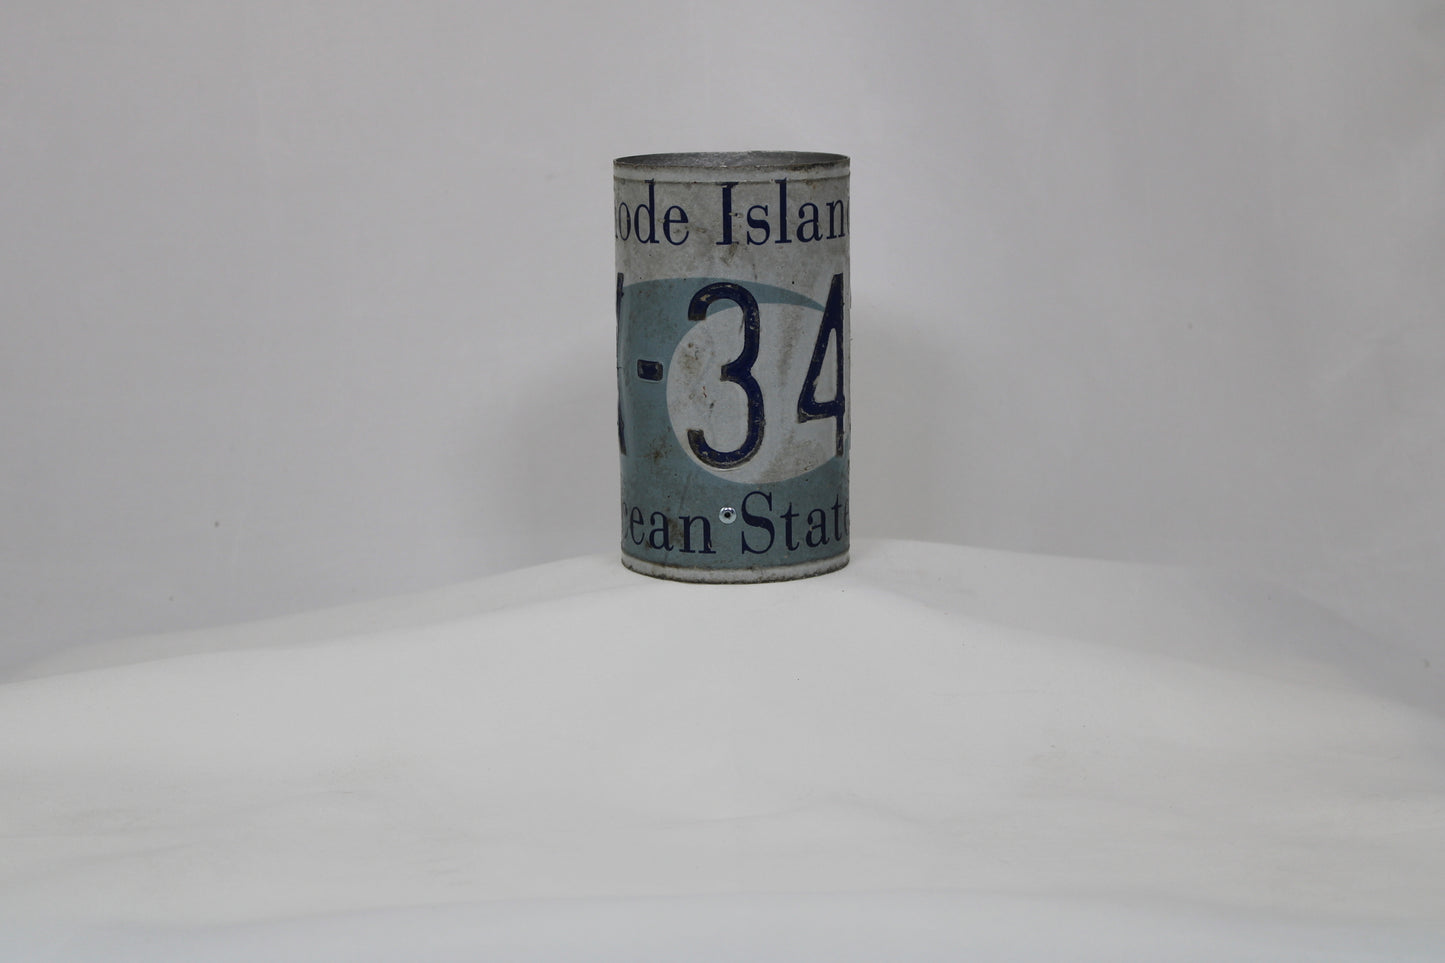 ode Islan
-34
cean State